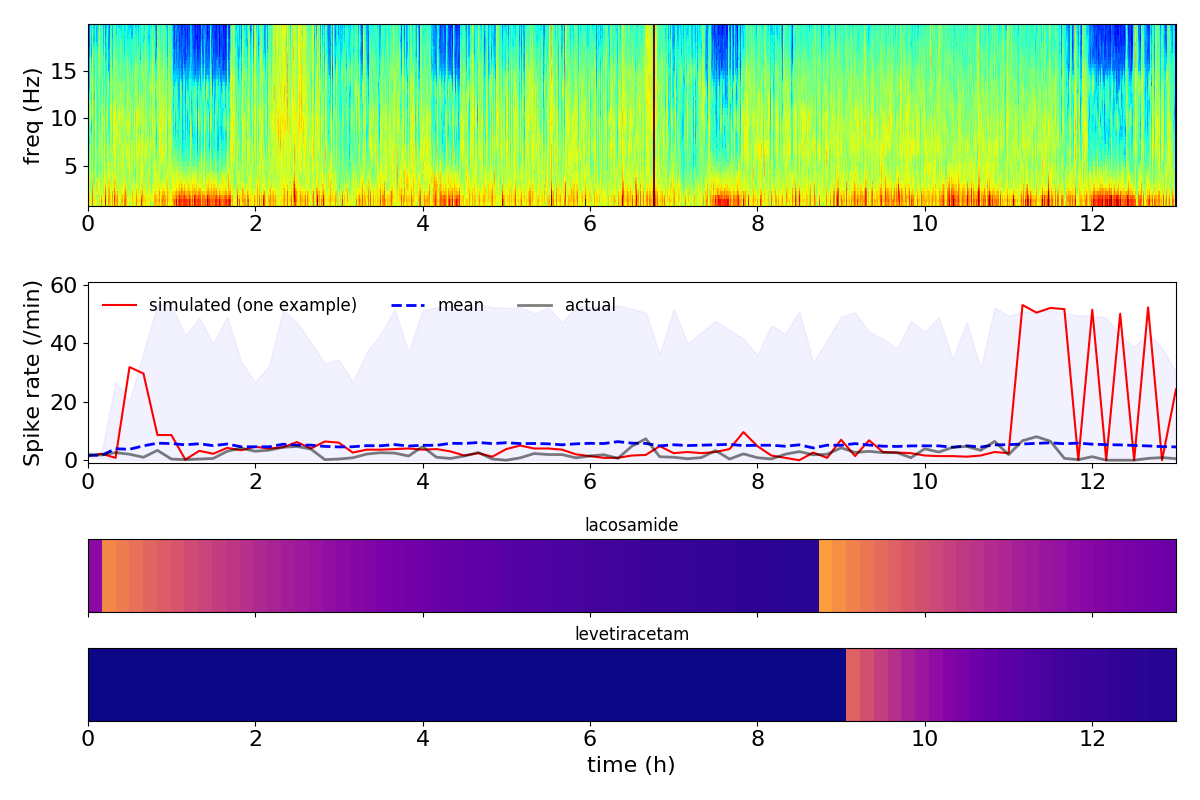 freq (Hz)
15
10
5
0 2 4 6 8 10 12
Spike rate (/min)
60
40
20
0
simulated (one example) mean actual
0 2 4 6 8 10 12
lacosamide
levetiracetam
0 2 4 6 8 10 12
time (h)